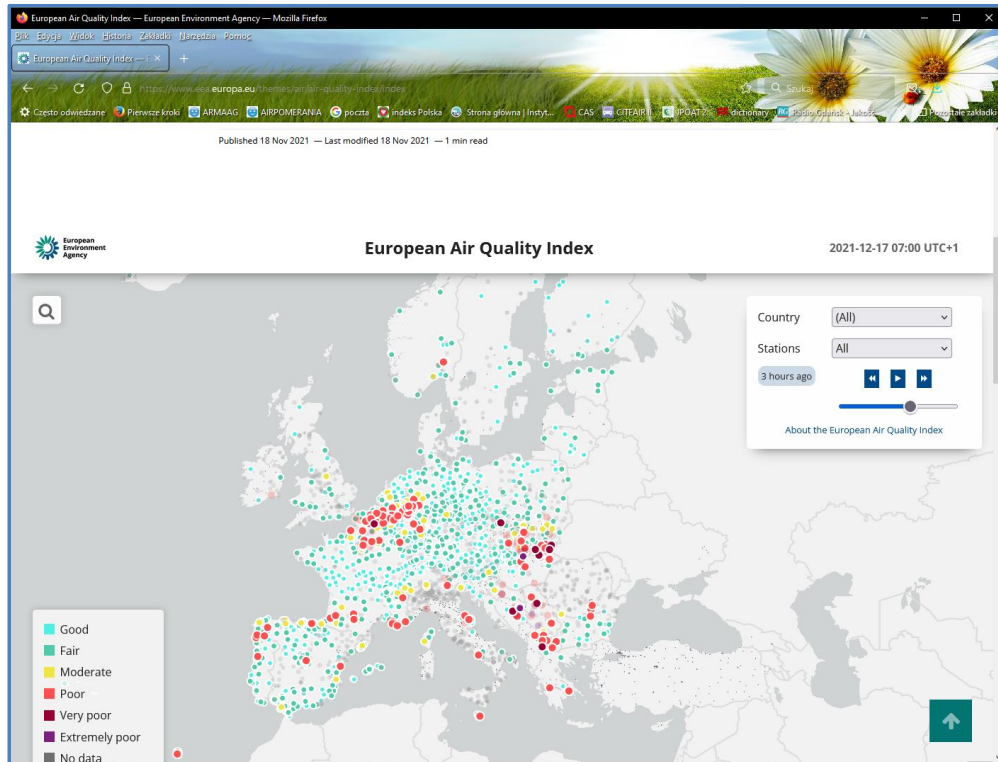 European Air Quality Index — European Environment Agency — Mozilla Firefox
Plik Edycja Widok Historia Zakładki Narzędzia Pomoc
European Air Quality Index — E
https://www.eea.europa.eu/themes/air/air-quality-index/index
Szukaj
Często odwiedzane Pierwsze kroki ARMAAG AIRPOMERANIA poczta indeks Polska Strona główna | Instyt... CAS GITEAIR II dictionary Radio Gdańsk - Jakość... Pozostałe zakładki
Published 18 Nov 2021 — Last modified 18 Nov 2021 — 1 min read
European
Environment
Agency
European Air Quality Index
2021-12-17 07:00 UTC+1
Country (All)
Stations All
3 hours ago
About the European Air Quality Index
Good
Fair
Moderate
Poor
Very poor
Extremely poor
No data